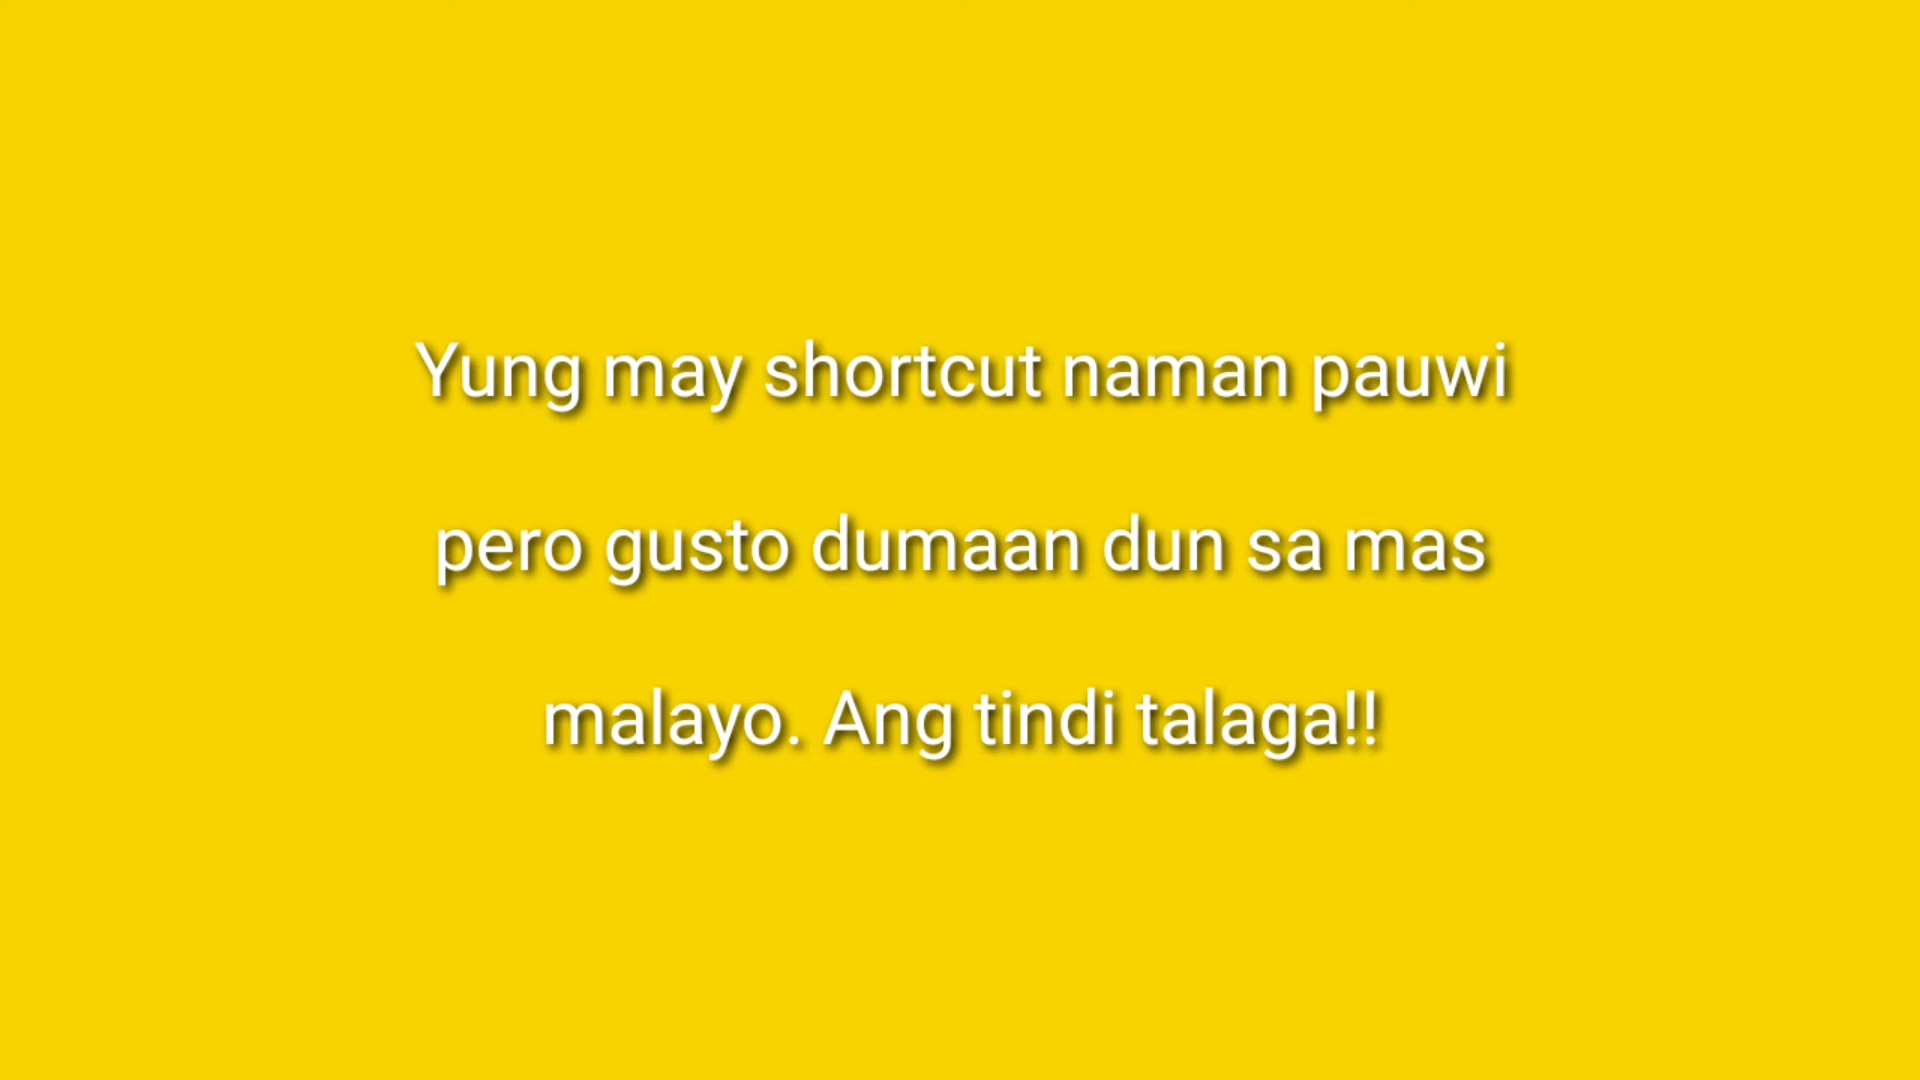 Yung may shortcut naman pauwi
pero gusto dumaan dun sa mas
malayo. Ang tindi talaga!!